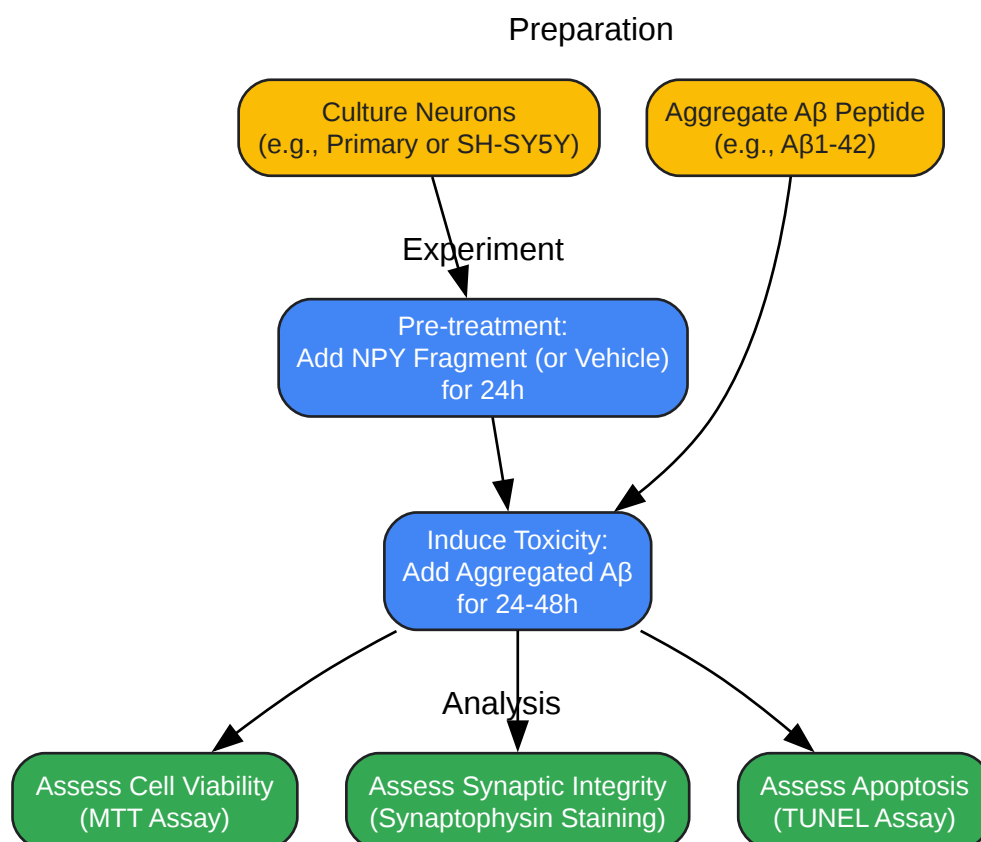 Preparation
Culture Neurons
(e.g., Primary or SH-SY5Y)
Aggregate Aβ Peptide
(e.g., Aβ1-42)
Experiment
Pre-treatment:
Add NPY Fragment (or Vehicle)
for 24h
Induce Toxicity:
Add Aggregated Aβ
for 24-48h
Analysis
Assess Cell Viability
(MTT Assay)
Assess Synaptic Integrity
(Synaptophysin Staining)
Assess Apoptosis
(TUNEL Assay)